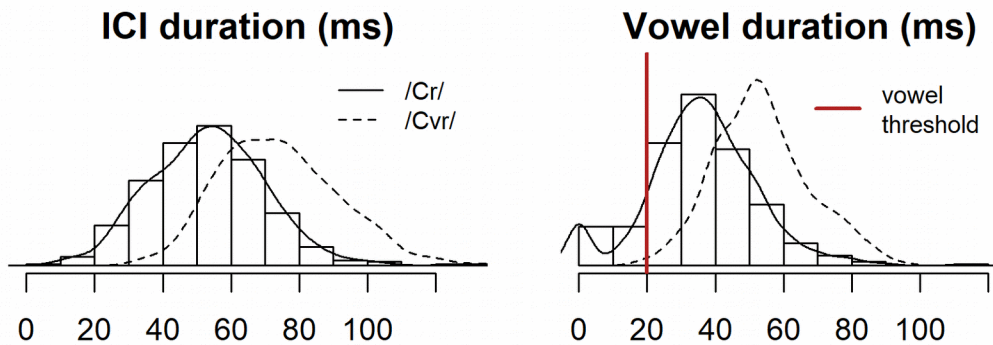 ICI duration (ms)
/Cr/
/Cvr/
0 20 40 60 80 100
Vowel duration (ms)
vowel
threshold
0 20 40 60 80 100